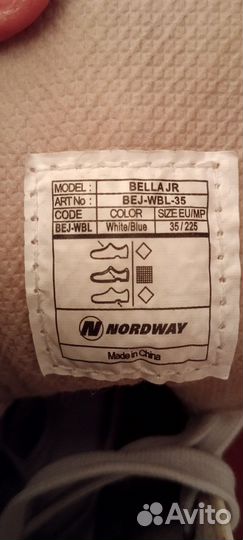 MODEL : BELLA JR
ART No : BEJ-WBL-35
CODE COLOR SIZE EU/MP
BEJ-WBL White/Blue 35 / 225
NORDWAY
Made in China
Avito